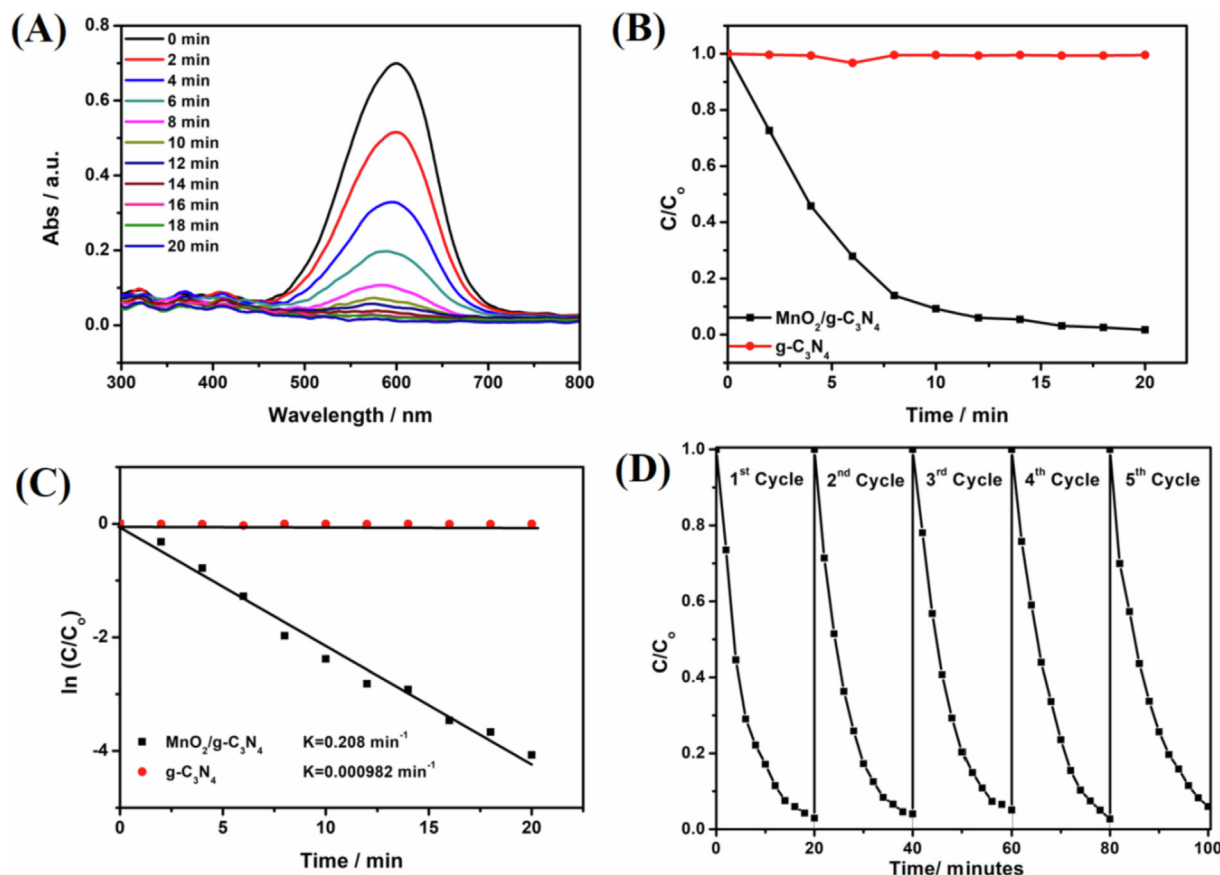 (A)
0.8
0.6
0.4
0.2
0.0
Abs / a.u.
0 min
2 min
4 min
6 min
8 min
10 min
12 min
14 min
16 min
18 min
20 min
300 400 500 600 700 800
Wavelength / nm
(B)
1.0
0.8
0.6
0.4
0.2
0.0
C/C₀
MnO₂/g-C₃N₄
g-C₃N₄
0 5 10 15 20
Time / min
(C)
0
-2
-4
ln (C/C₀)
MnO₂/g-C₃N₄ K=0.208 min⁻¹
g-C₃N₄ K=0.000982 min⁻¹
0 5 10 15 20
Time / min
(D)
1.0
0.8
0.6
0.4
0.2
0.0
C/C₀
1ˢᵗ Cycle 2ⁿᵈ Cycle 3ʳᵈ Cycle 4ᵗʰ Cycle 5ᵗʰ Cycle
0 20 40 60 80 100
Time/ minutes